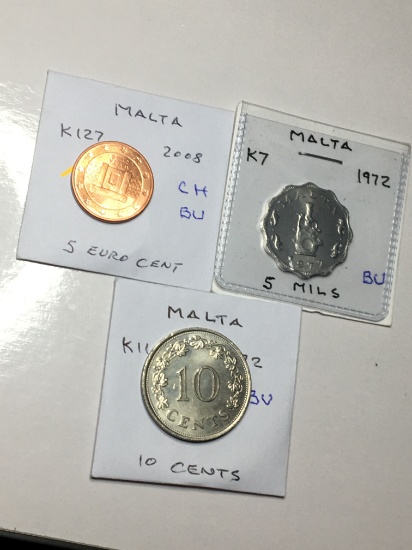 MALTA
K127
2008
CH
BU
5 EURO CENT
MALTA
K7
1972
BU
5 MILS
MALTA
10
CENTS
BU
10 CENTS